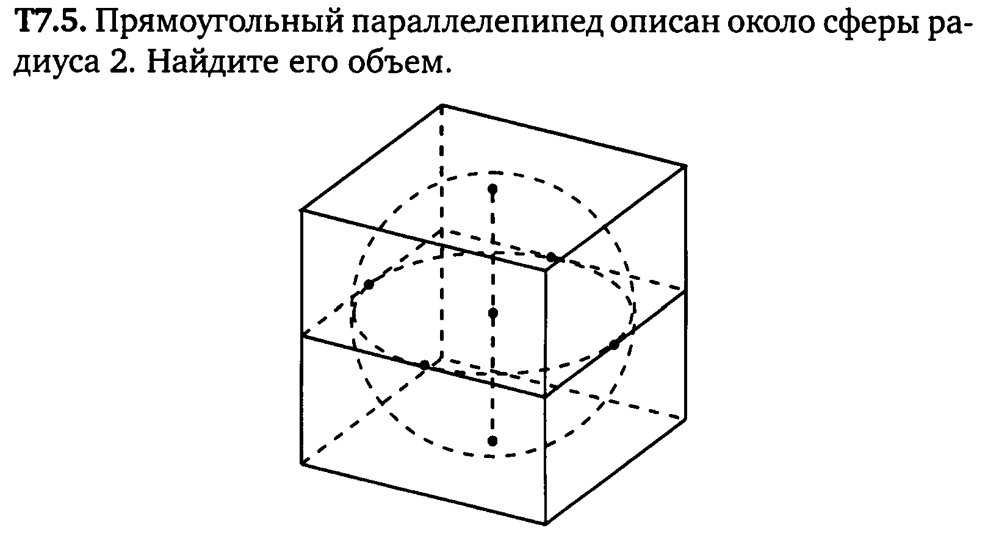 Т7.5. Прямоугольный параллелепипед описан около сферы ра-
диуса 2. Найдите его объем.